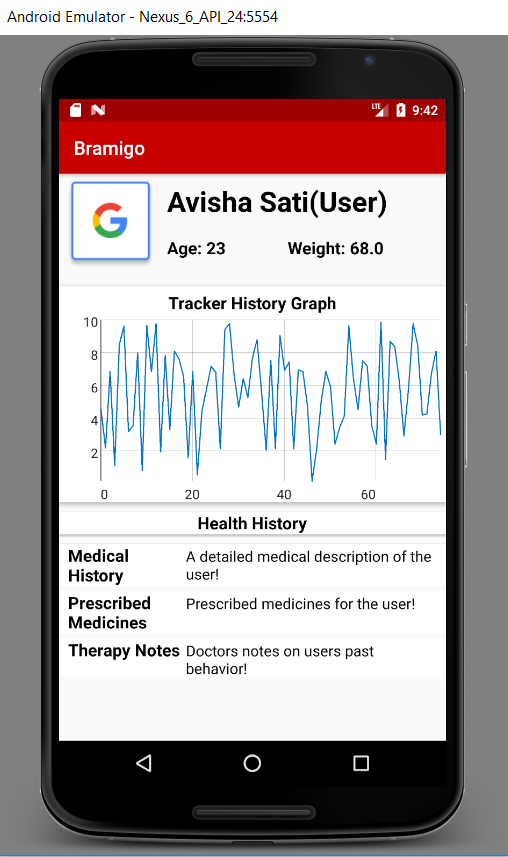 Android Emulator - Nexus_6_API_24:5554
LTE 9:42
Bramigo
G
Avisha Sati(User)
Age: 23 Weight: 68.0
Tracker History Graph
10
8
6
4
2
0 20 40 60
Health History
Medical History
A detailed medical description of the
user!
Prescribed Medicines
Prescribed medicines for the user!
Therapy Notes
Doctors notes on users past
behavior!